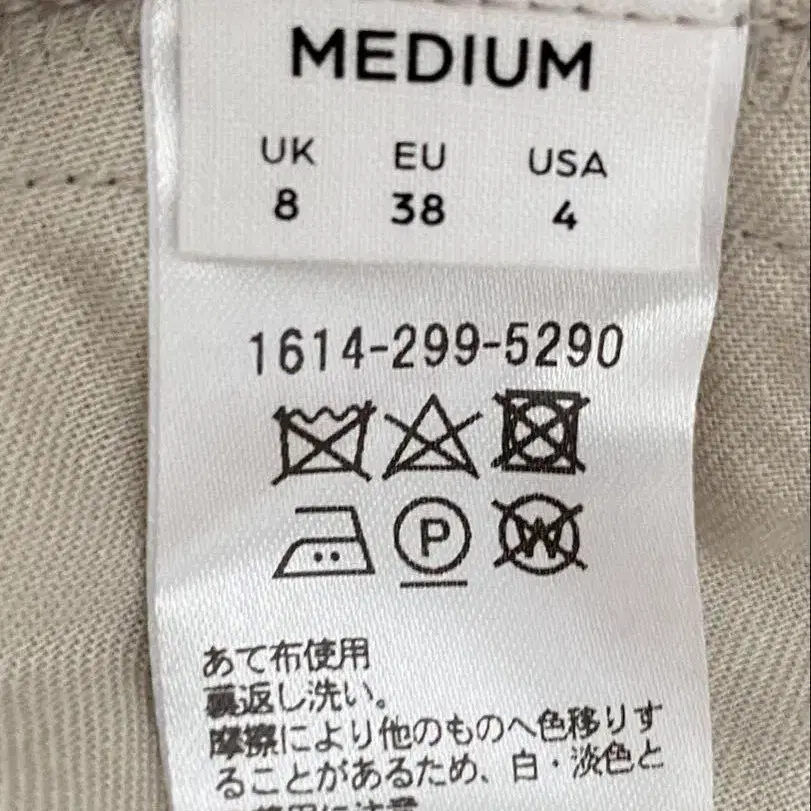 MEDIUM
UK EU USA
8 38 4
1614-299-5290
P W
あて布使用
裏返し洗い。
摩擦により他のものへ色移りす
ることがあるため、白・淡色と